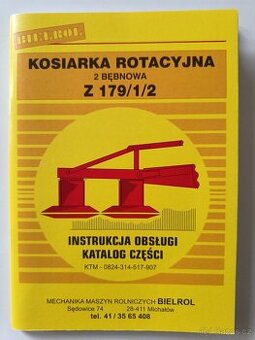 BIELROL
KOSIARKA ROTACYJNA
2 BĘBNOWA
Z 179/1/2
INSTRUKCJA OBSŁUGI
KATALOG CZĘŚCI
KTM - 0824-314-517-907
MECHANIKA MASZYN ROLNICZYCH BIELROL
Sędowice 74 28-411 Michałów
tel. 41 / 35 65 408